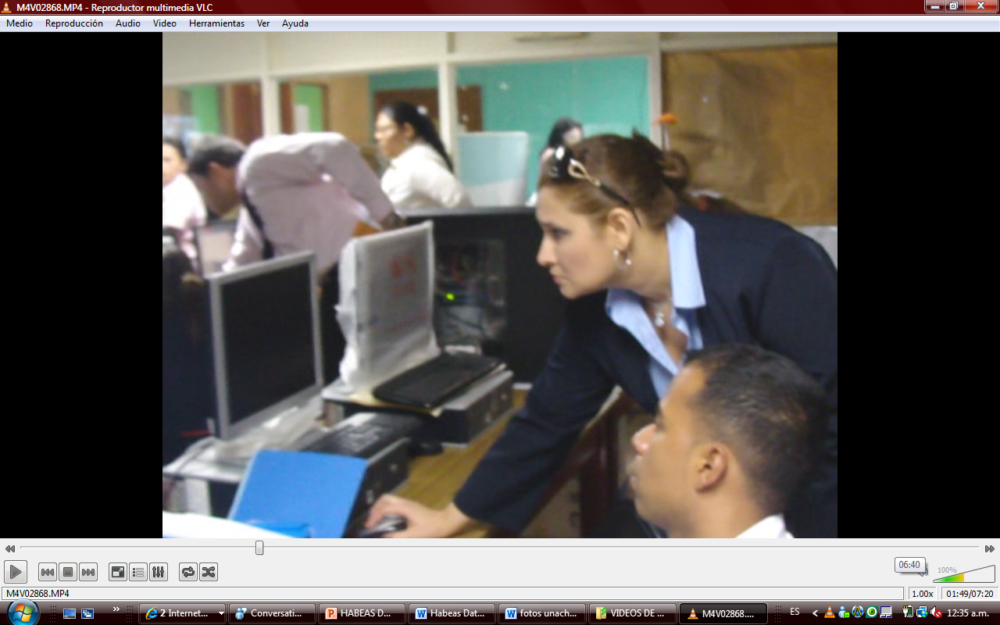 M4V02868.MP4 - Reproductor multimedia VLC
Medio Reproducción Audio Video Herramientas Ver Ayuda
06:40
100%
M4V02868.MP4 1.00x 01:49/07:20
2 Internet... Conversati... HABEAS D... Habeas Dat... fotos unach... VIDEOS DE ... M4V02868.... ES 12:35 a.m.